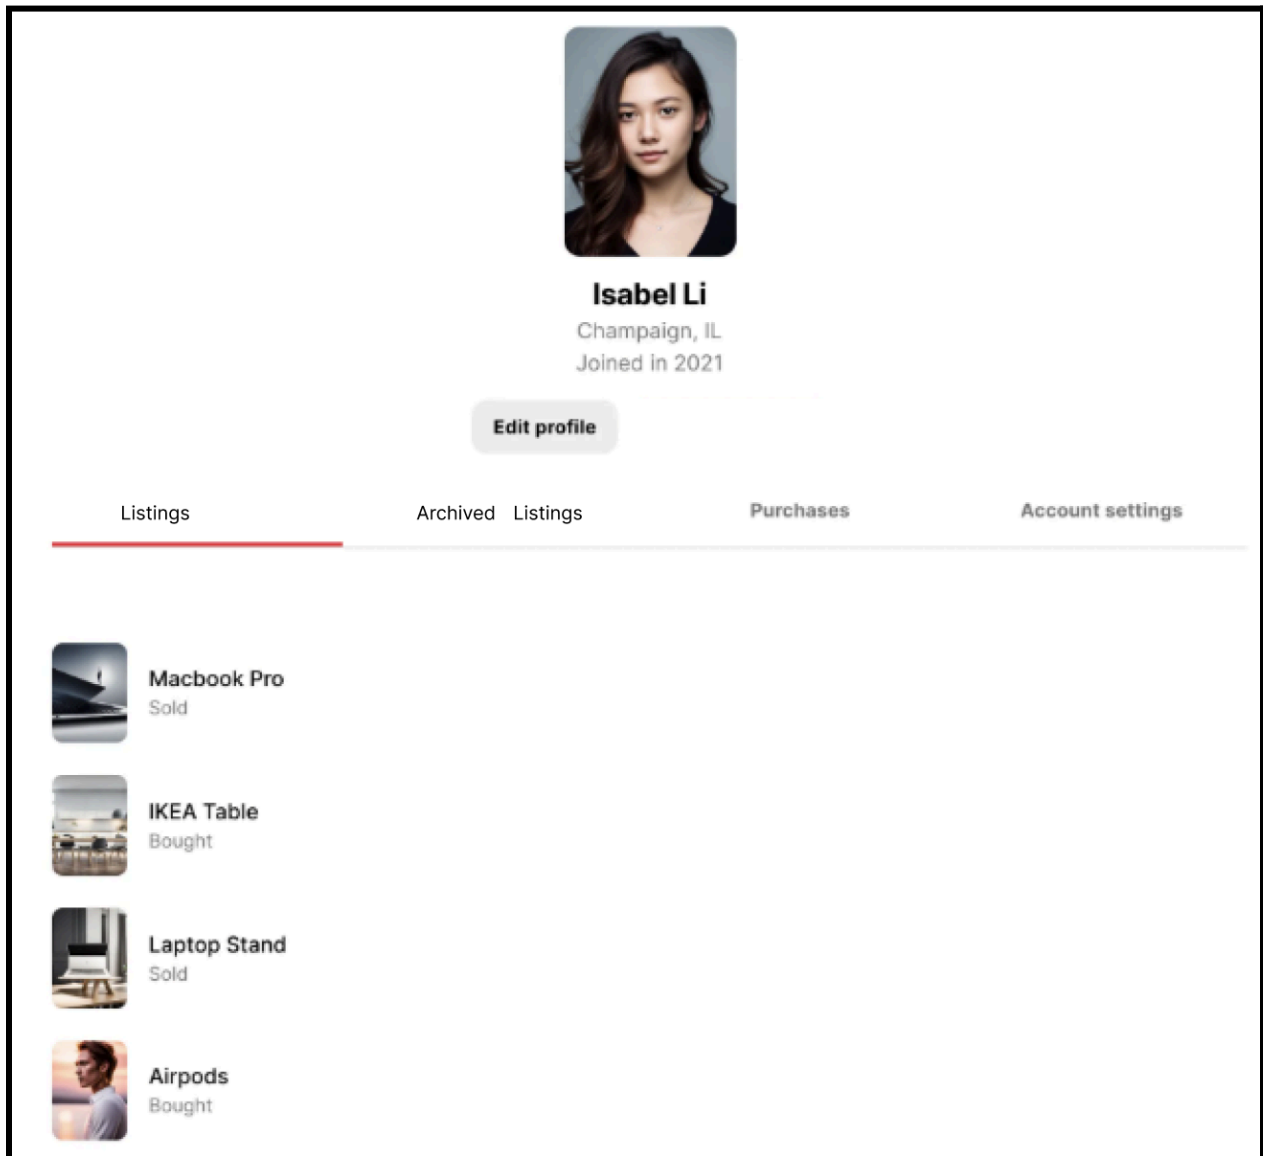 Isabel Li
Champaign, IL
Joined in 2021
Edit profile
Listings Archived Listings Purchases Account settings
Macbook Pro
Sold
IKEA Table
Bought
Laptop Stand
Sold
Airpods
Bought